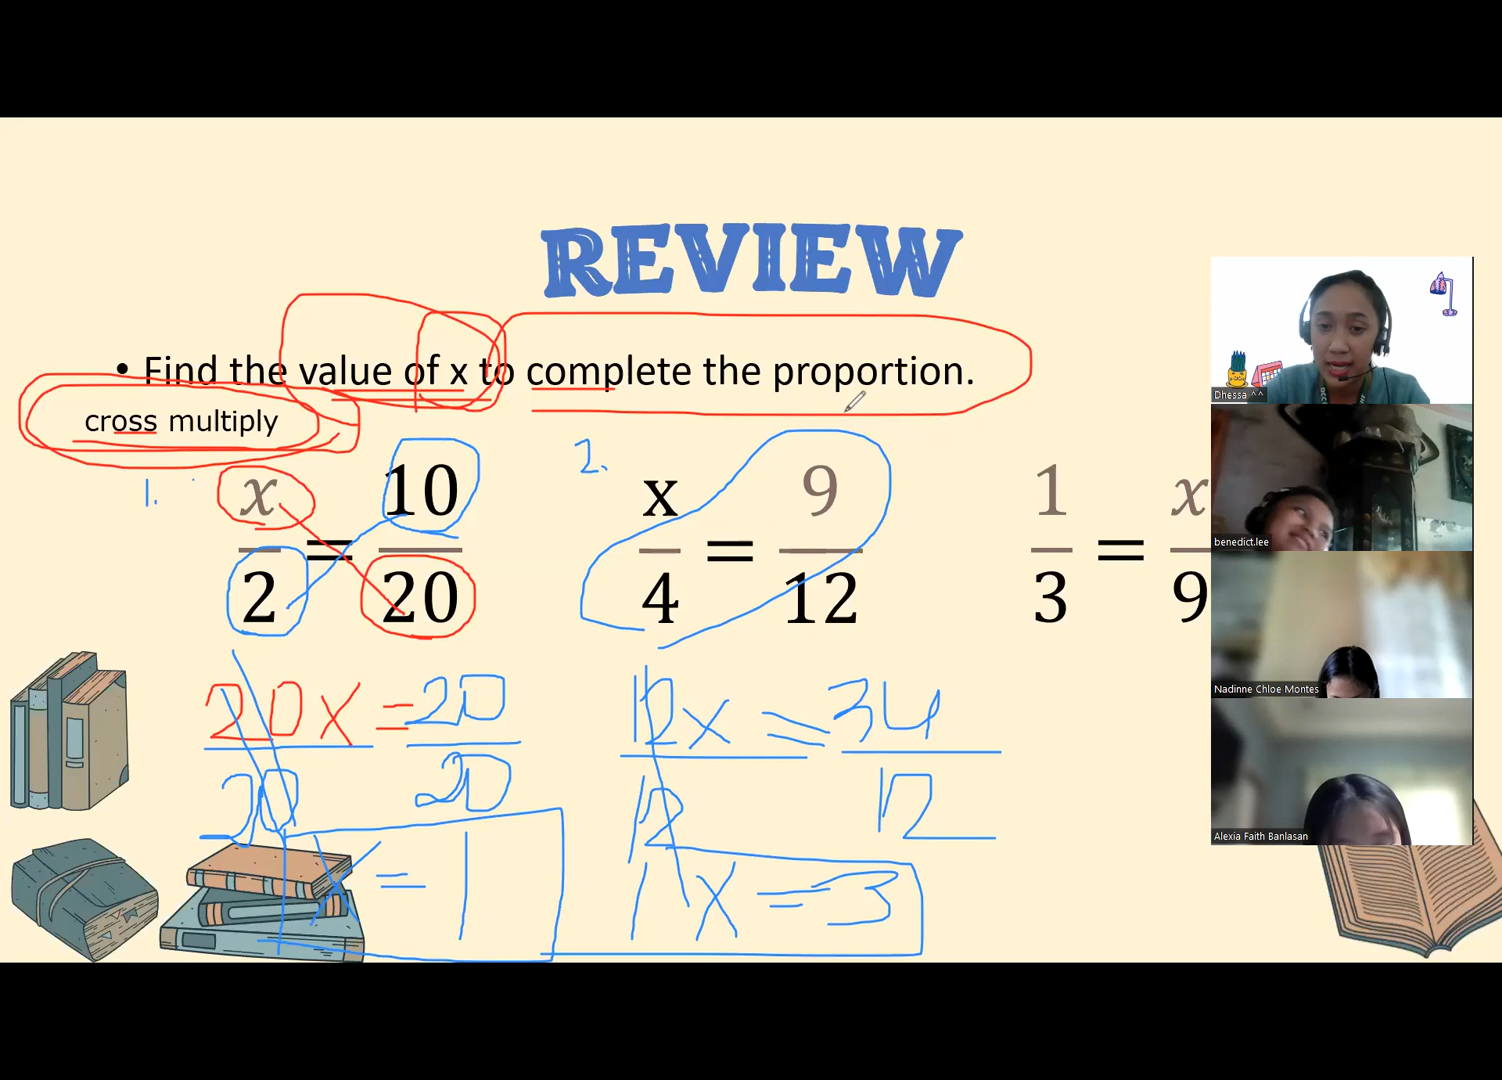 REVIEW
• Find the value of x to complete the proportion.
cross multiply
1.
x/2 = 10/20
2.
x/4 = 9/12
1/3 = x/9
20x/20 = 20/20
x = 1
12x/12 = 34/12
x = 3
Dhessa ^^
benedict.lee
Nadinne Chloe Montes
Alexia Faith Banlasan